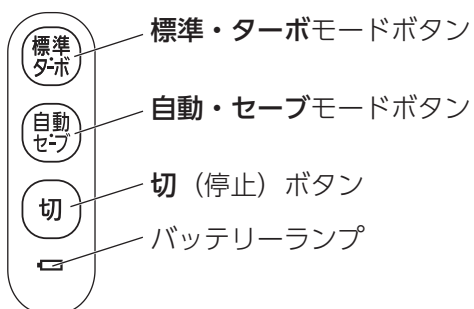 標準
ターボ
標準・ターボモードボタン
自動
セーブ
自動・セーブモードボタン
切
切（停止）ボタン
バッテリーランプ